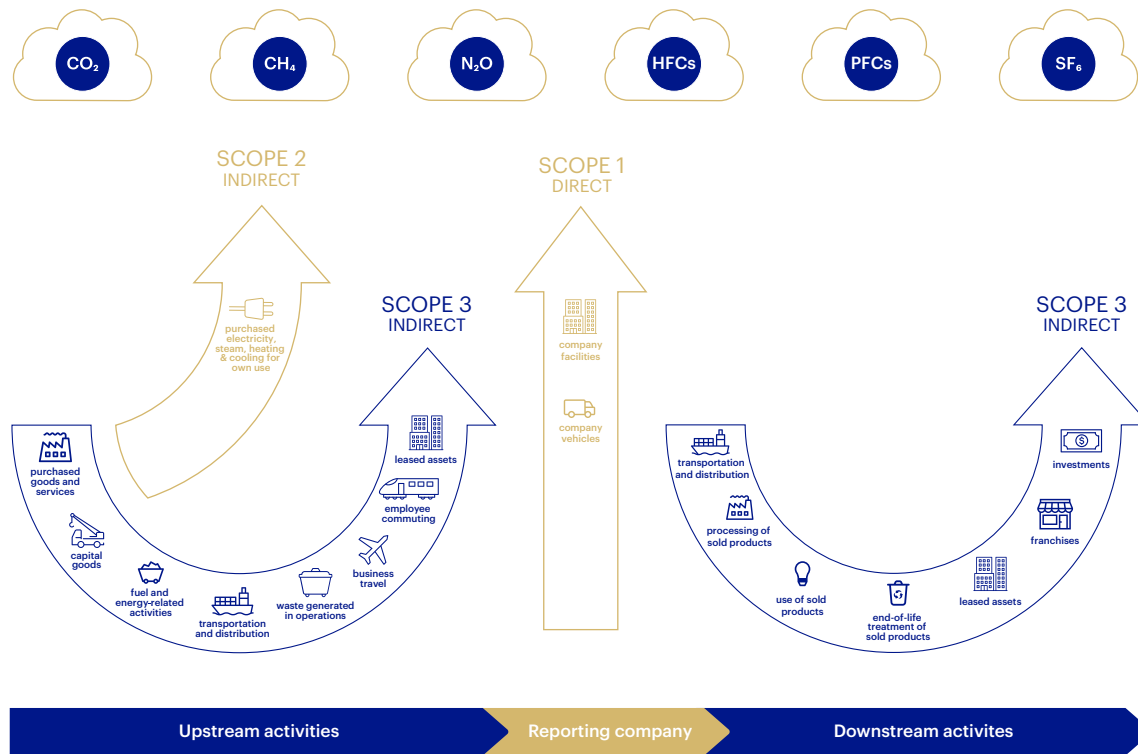 CO₂
CH₄
N₂O
HFCs
PFCs
SF₆
SCOPE 2
INDIRECT
purchased
electricity,
steam, heating
& cooling for
own use
SCOPE 1
DIRECT
company
facilities
company
vehicles
SCOPE 3
INDIRECT
purchased
goods and
services
capital
goods
fuel and
energy-related
activities
transportation
and distribution
waste generated
in operations
business
travel
employee
commuting
leased assets
SCOPE 3
INDIRECT
transportation
and distribution
processing of
sold products
use of sold
products
end-of-life
treatment of
sold products
leased assets
franchises
investments
Upstream activities
Reporting company
Downstream activites